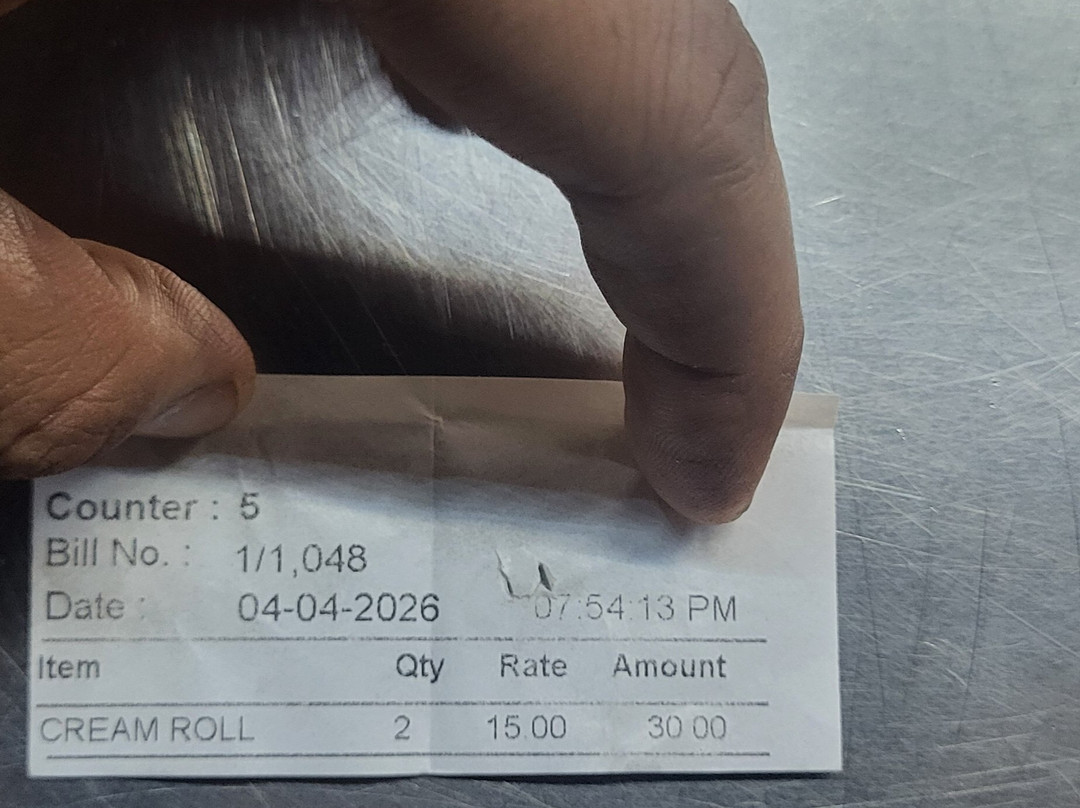 Counter : 5
Bill No. : 1/1,048
Date : 04-04-2026 07:54:13 PM
Item Qty Rate Amount
CREAM ROLL 2 15.00 30.00